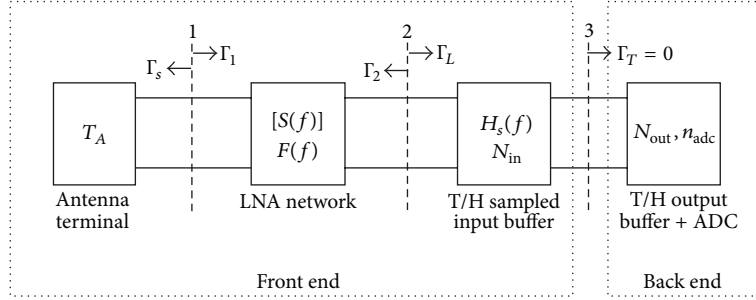 1
2
3
Γs
Γ1
Γ2
ΓL
ΓT = 0
TA
[S(f)]
F(f)
Hs(f)
Nin
Nout, nadc
Antenna
terminal
LNA network
T/H sampled
input buffer
T/H output
buffer + ADC
Front end
Back end